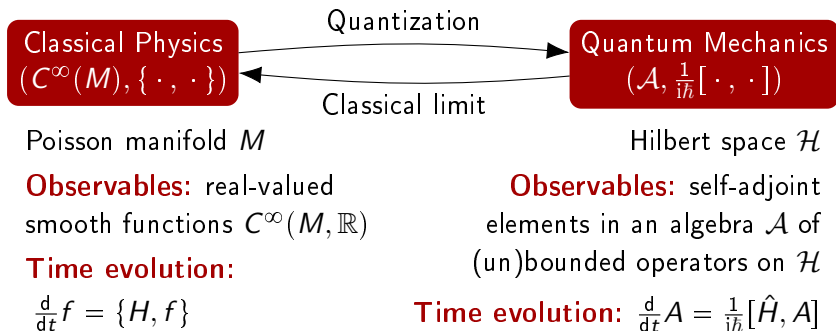 Quantization
Classical Physics
(C^∞(M), { · , · })
Quantum Mechanics
(𝒜, 1/iħ [ · , · ])
Classical limit
Poisson manifold M
Observables: real-valued
smooth functions C^∞(M, ℝ)
Time evolution:
d/dt f = {H, f}
Hilbert space ℋ
Observables: self-adjoint
elements in an algebra 𝒜 of
(un)bounded operators on ℋ
Time evolution: d/dt A = 1/iħ [Ĥ, A]